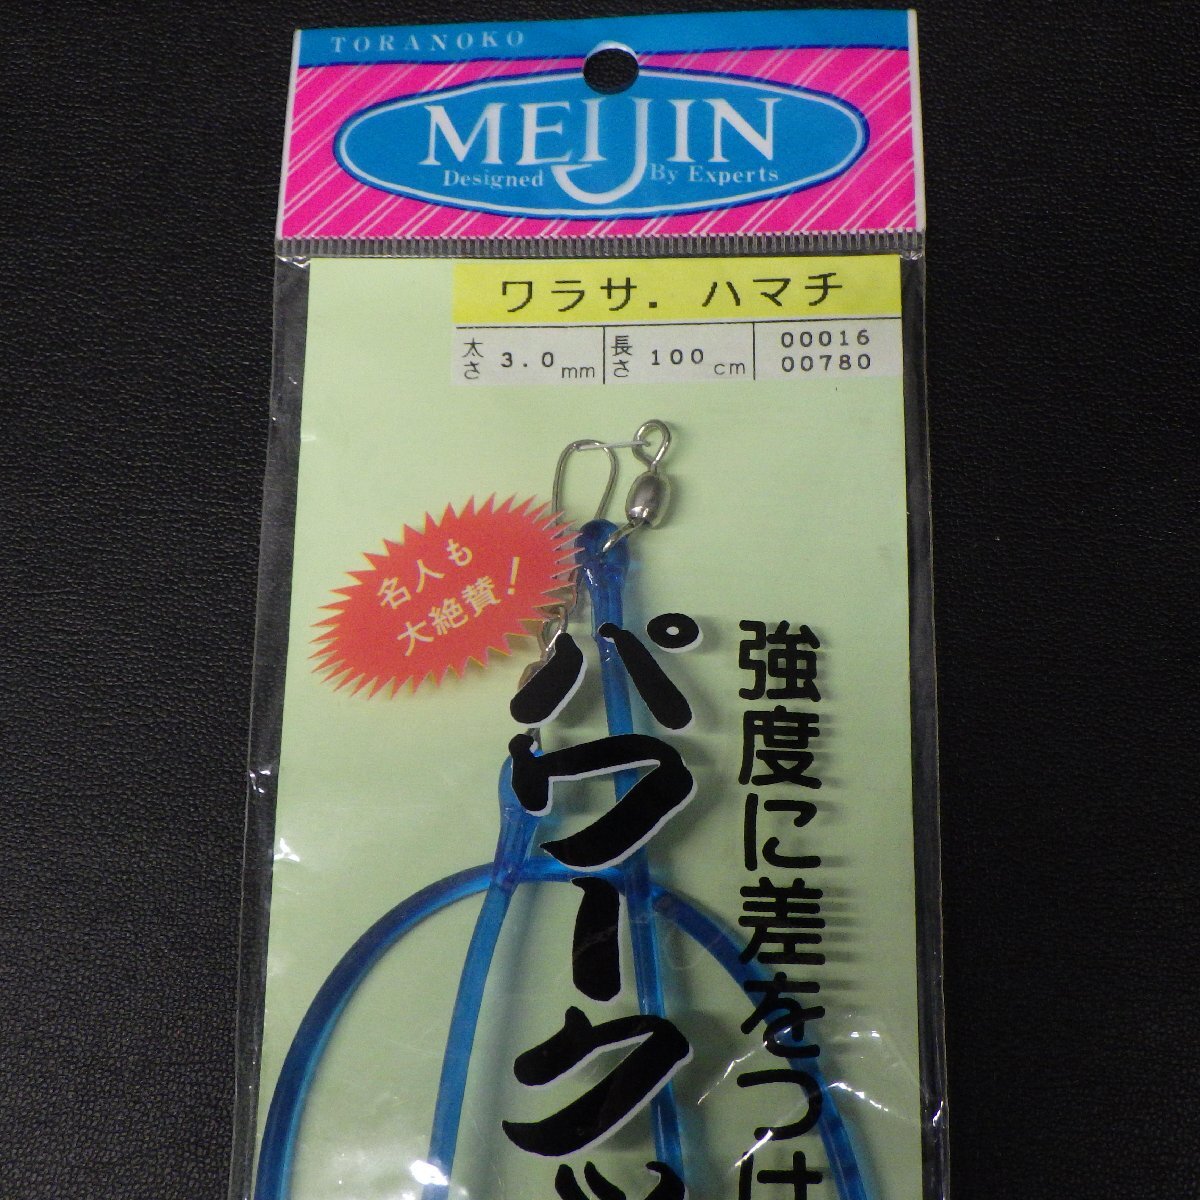 TORANOKO
MEIJIN
Designed By Experts
ワラサ．ハマチ
太さ 3.0mm 長さ 100cm 00016
00780
名人も
大絶賛！
強度に差をつけ
パワークッ